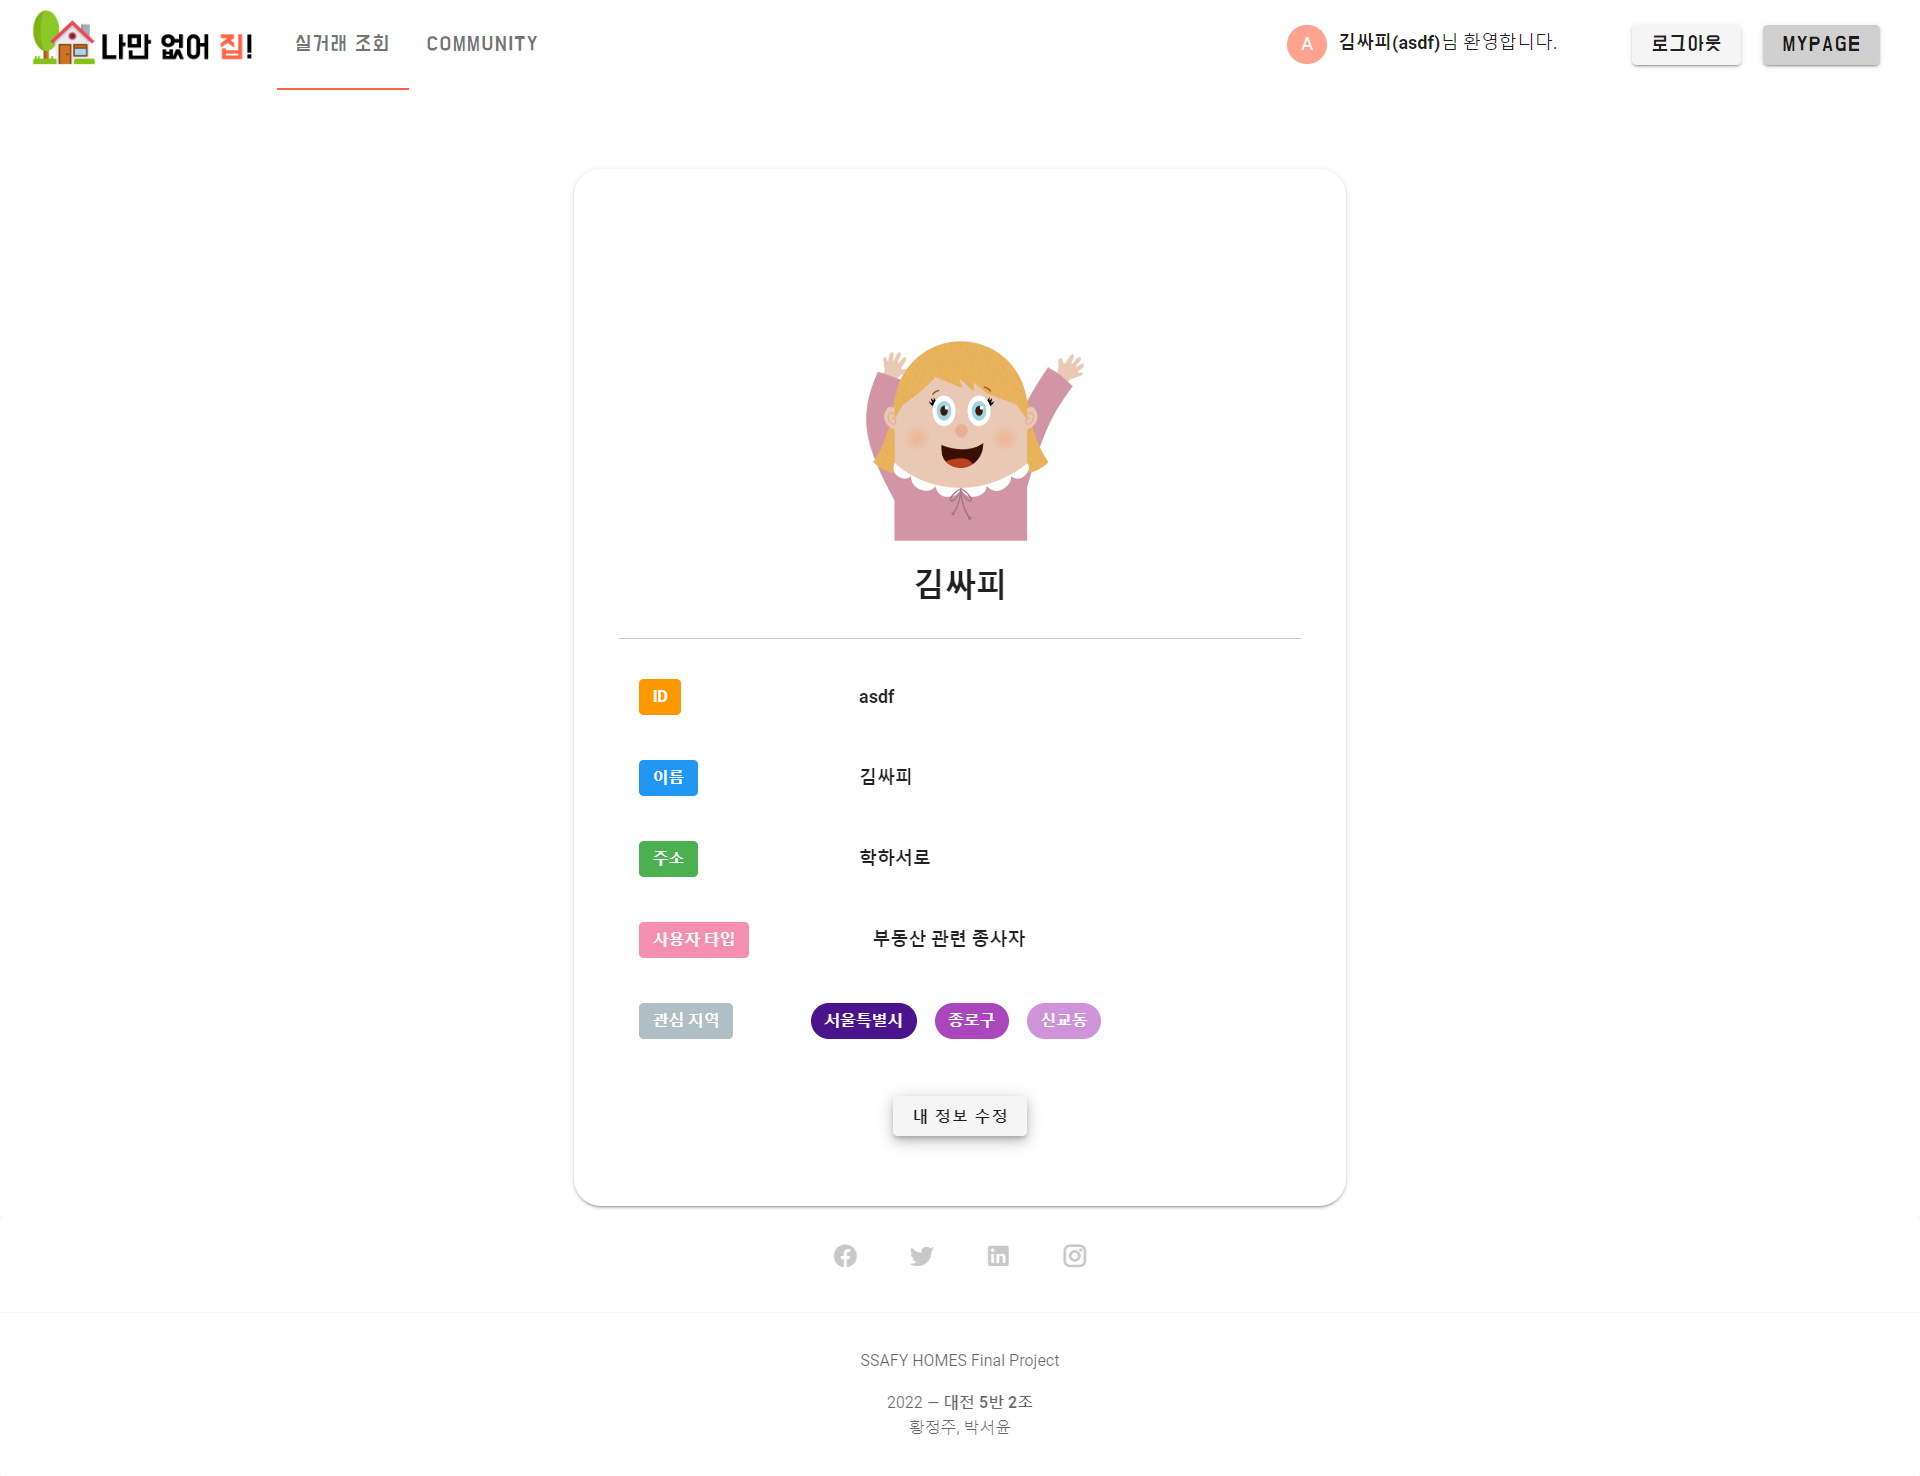 나만 없어 집!
실거래 조회
COMMUNITY
A
김싸피(asdf)님 환영합니다.
로그아웃
MYPAGE
김싸피
ID
asdf
이름
김싸피
주소
학하서로
사용자 타입
부동산 관련 종사자
관심 지역
서울특별시
종로구
신교동
내 정보 수정
SSAFY HOMES Final Project
2022 — 대전 5반 2조
황정주, 박서윤